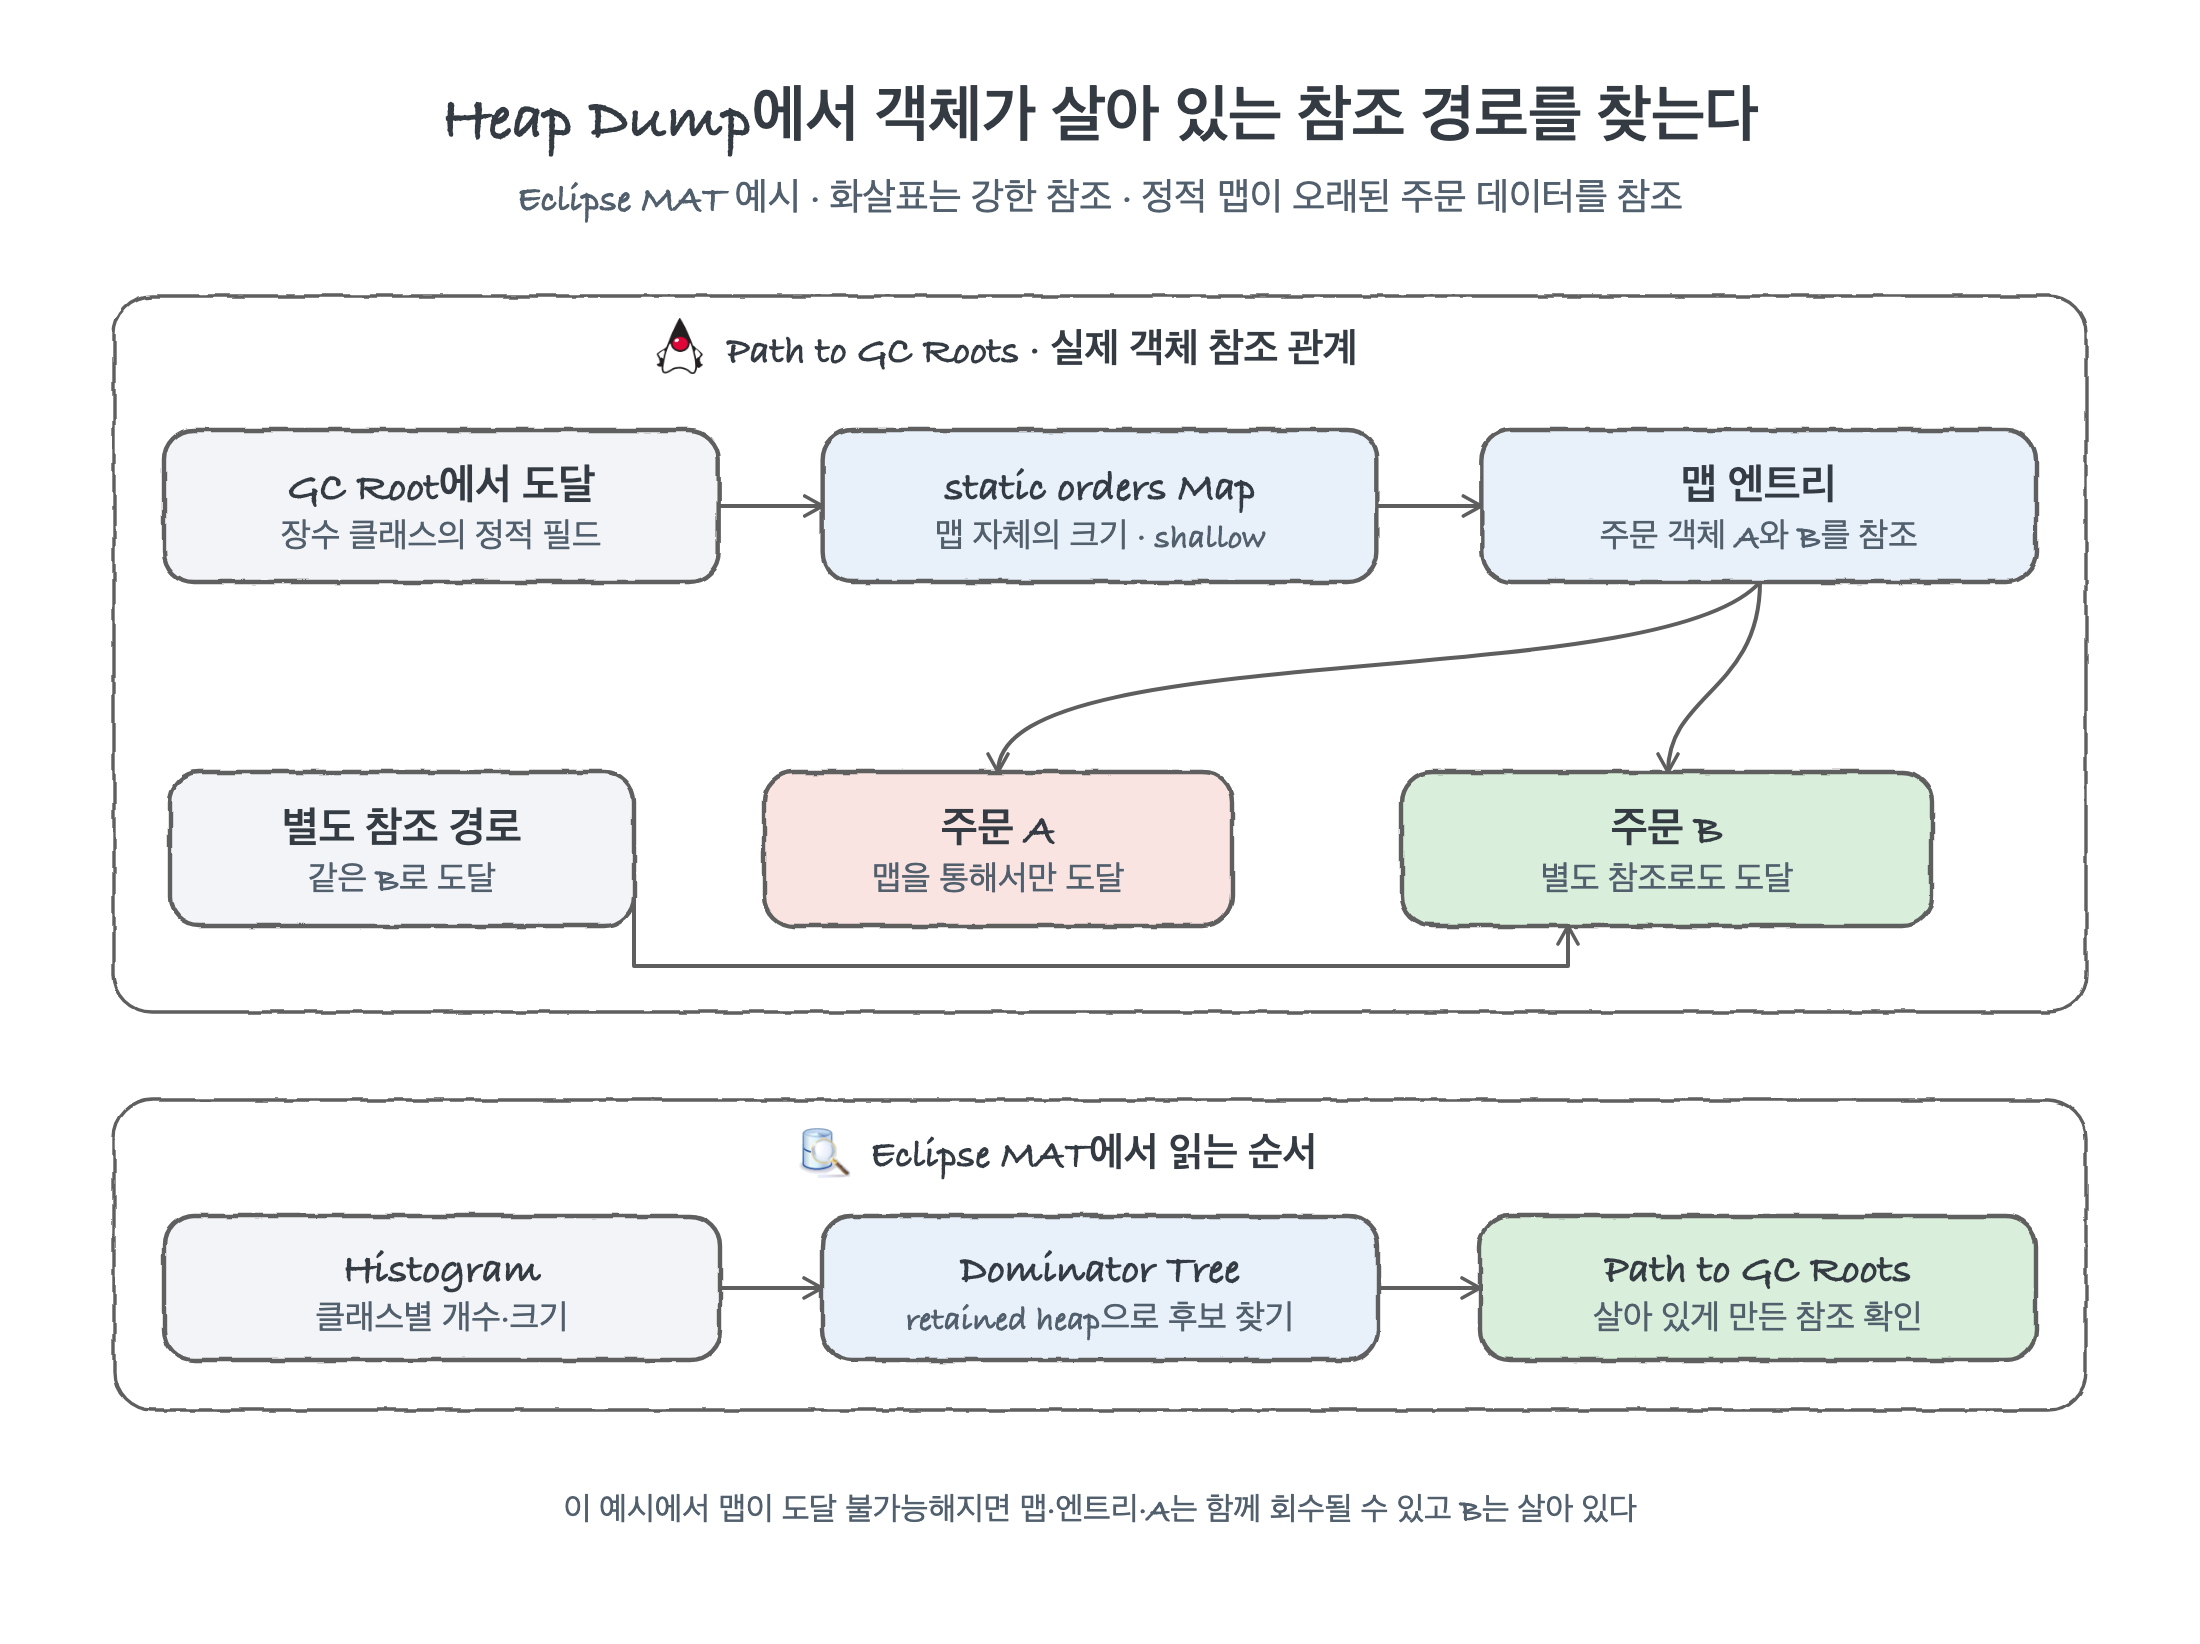 Heap Dump에서 객체가 살아 있는 참조 경로를 찾는다
Eclipse MAT 예시 · 화살표는 강한 참조 · 정적 맵이 오래된 주문 데이터를 참조
Path to GC Roots · 실제 객체 참조 관계
GC Root에서 도달
장수 클래스의 정적 필드
static orders Map
맵 자체의 크기 · shallow
맵 엔트리
주문 객체 A와 B를 참조
별도 참조 경로
같은 B로 도달
주문 A
맵을 통해서만 도달
주문 B
별도 참조로도 도달
Eclipse MAT에서 읽는 순서
Histogram
클래스별 개수·크기
Dominator Tree
retained heap으로 후보 찾기
Path to GC Roots
살아 있게 만든 참조 확인
이 예시에서 맵이 도달 불가능해지면 맵·엔트리·A는 함께 회수될 수 있고 B는 살아 있다